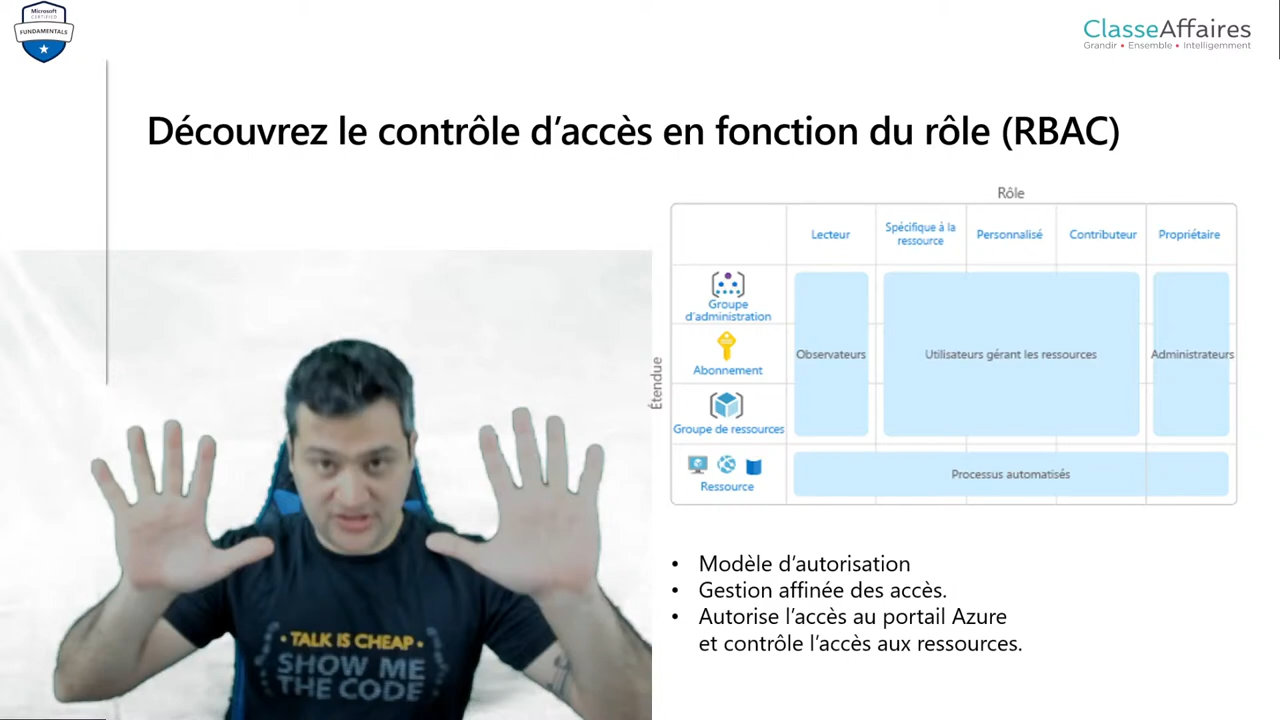 Microsoft
CERTIFIED
FUNDAMENTALS
ClasseAffaires
Grandir • Ensemble • Intelligemment
Découvrez le contrôle d’accès en fonction du rôle (RBAC)
Rôle
Lecteur
Spécifique à la
ressource
Personnalisé
Contributeur
Propriétaire
Étendue
Groupe
d’administration
Abonnement
Groupe de ressources
Ressource
Observateurs
Utilisateurs gérant les ressources
Administrateurs
Processus automatisés
• Modèle d’autorisation
• Gestion affinée des accès.
• Autorise l’accès au portail Azure
et contrôle l’accès aux ressources.
• TALK IS CHEAP •
SHOW ME
THE CODE